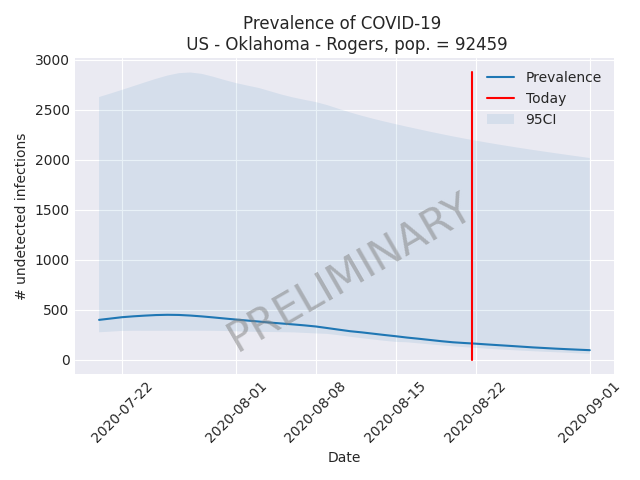 Prevalence of COVID-19
US - Oklahoma - Rogers, pop. = 92459
3000
2500
2000
1500
1000
500
0
# undetected infections
Prevalence
Today
95CI
PRELIMINARY
2020-07-22
2020-08-01
2020-08-08
2020-08-15
2020-08-22
2020-09-01
Date